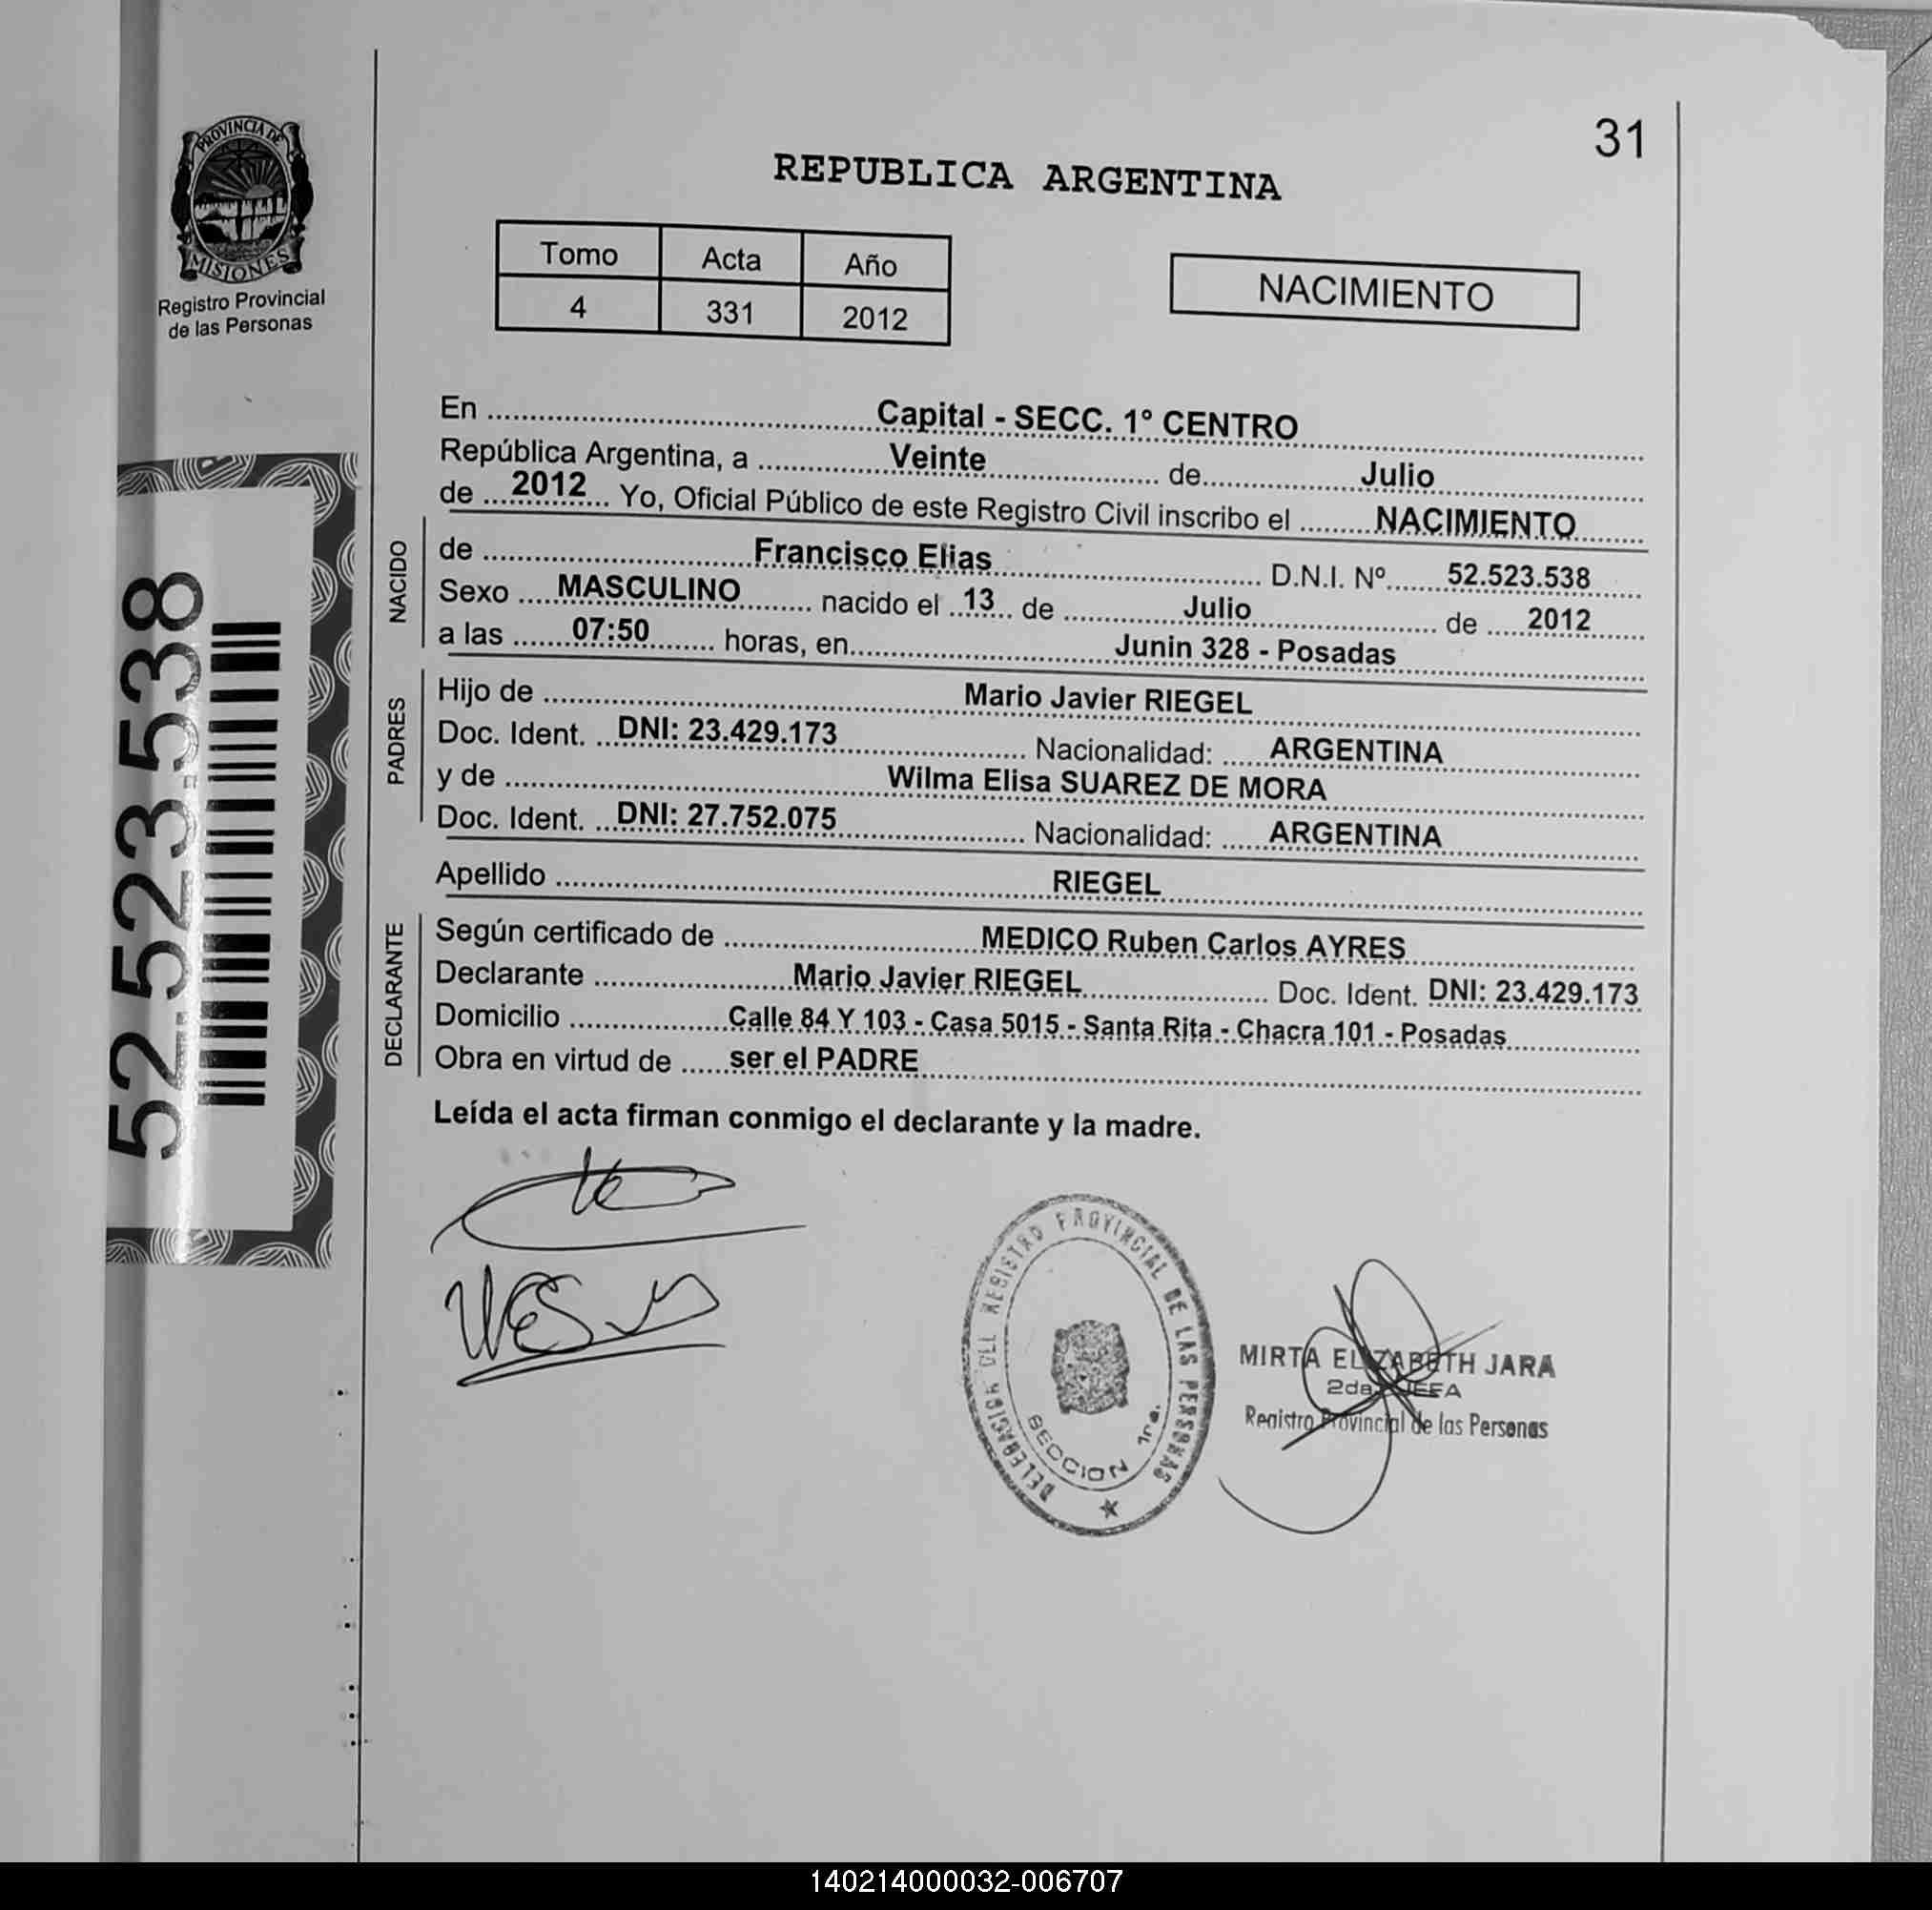 31
PROVINCIA DE
MISIONES
Registro Provincial
de las Personas
REPUBLICA ARGENTINA
Tomo Acta Año
4 331 2012
NACIMIENTO
En Capital - SECC. 1° CENTRO
República Argentina, a Veinte de Julio
de 2012 Yo, Oficial Público de este Registro Civil inscribo el NACIMIENTO
NACIDO
de Francisco Elias D.N.I. Nº 52.523.538
Sexo MASCULINO nacido el 13 de Julio de 2012
a las 07:50 horas, en Junin 328 - Posadas
PADRES
Hijo de Mario Javier RIEGEL
Doc. Ident. DNI: 23.429.173 Nacionalidad: ARGENTINA
y de Wilma Elisa SUAREZ DE MORA
Doc. Ident. DNI: 27.752.075 Nacionalidad: ARGENTINA
Apellido RIEGEL
DECLARANTE
Según certificado de MEDICO Ruben Carlos AYRES
Declarante Mario Javier RIEGEL Doc. Ident. DNI: 23.429.173
Domicilio Calle 84 Y 103 - Casa 5015 - Santa Rita - Chacra 101 - Posadas
Obra en virtud de ser el PADRE
Leída el acta firman conmigo el declarante y la madre.
52.523.538
DELEGACION DEL REGISTRO PROVINCIAL DE LAS PERSONAS
SECCION 1ra.
MIRTA ELIZABETH JARA
2da JEFA
Registro Provincial de las Personas
140214000032-006707